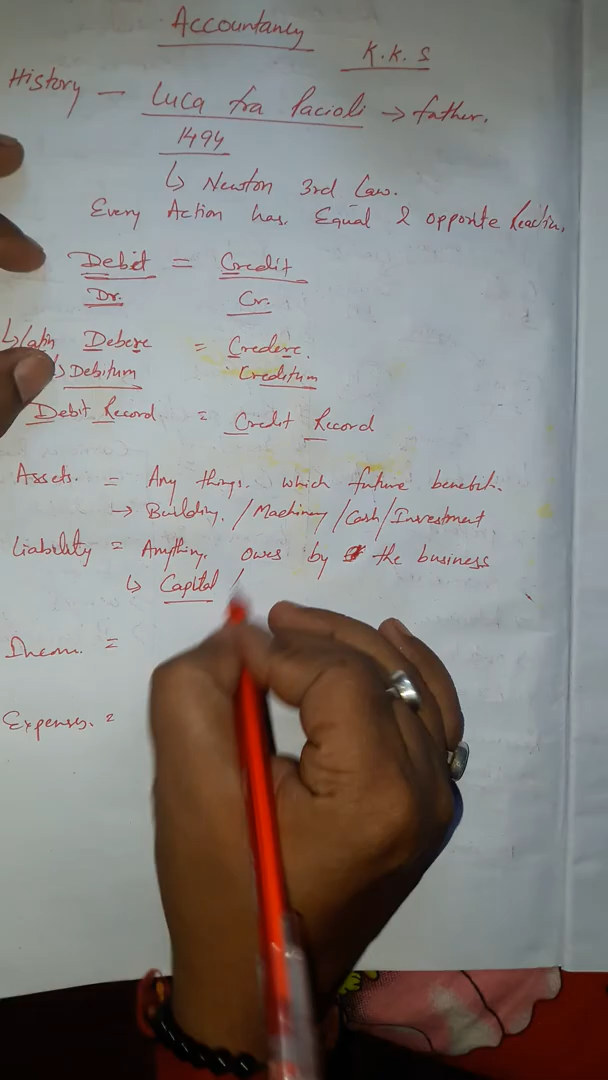 Accountancy
K.K.S
History — Luca fra Pacioli → father.
1494
↳ Newton 3rd Law.
Every Action has. Equal & opposite Reaction.
Debit = Credit
Dr. Cr.
↳ Latin Debere = Credere.
↳ Debitum Creditum
Debit Record = Credit Record
Assets. = Any things. which future benefit.
→ Building. / Machinery / Cash / Investment
Liability = Anything. owes by the business
↳ Capital /
Incom. =
Expenses. =